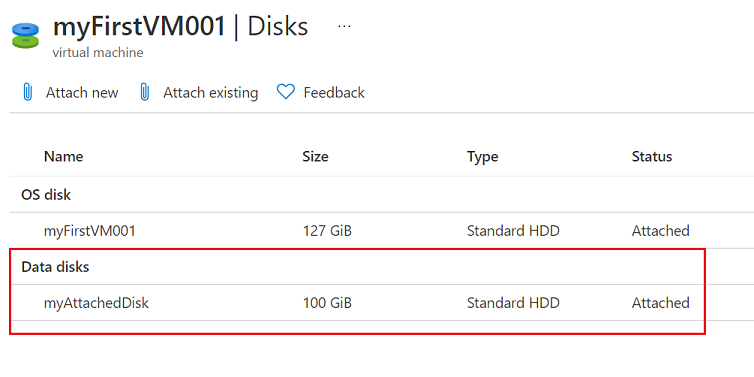 myFirstVM001 | Disks ...
virtual machine
Attach new Attach existing Feedback
Name Size Type Status
OS disk
myFirstVM001 127 GiB Standard HDD Attached
Data disks
myAttachedDisk 100 GiB Standard HDD Attached